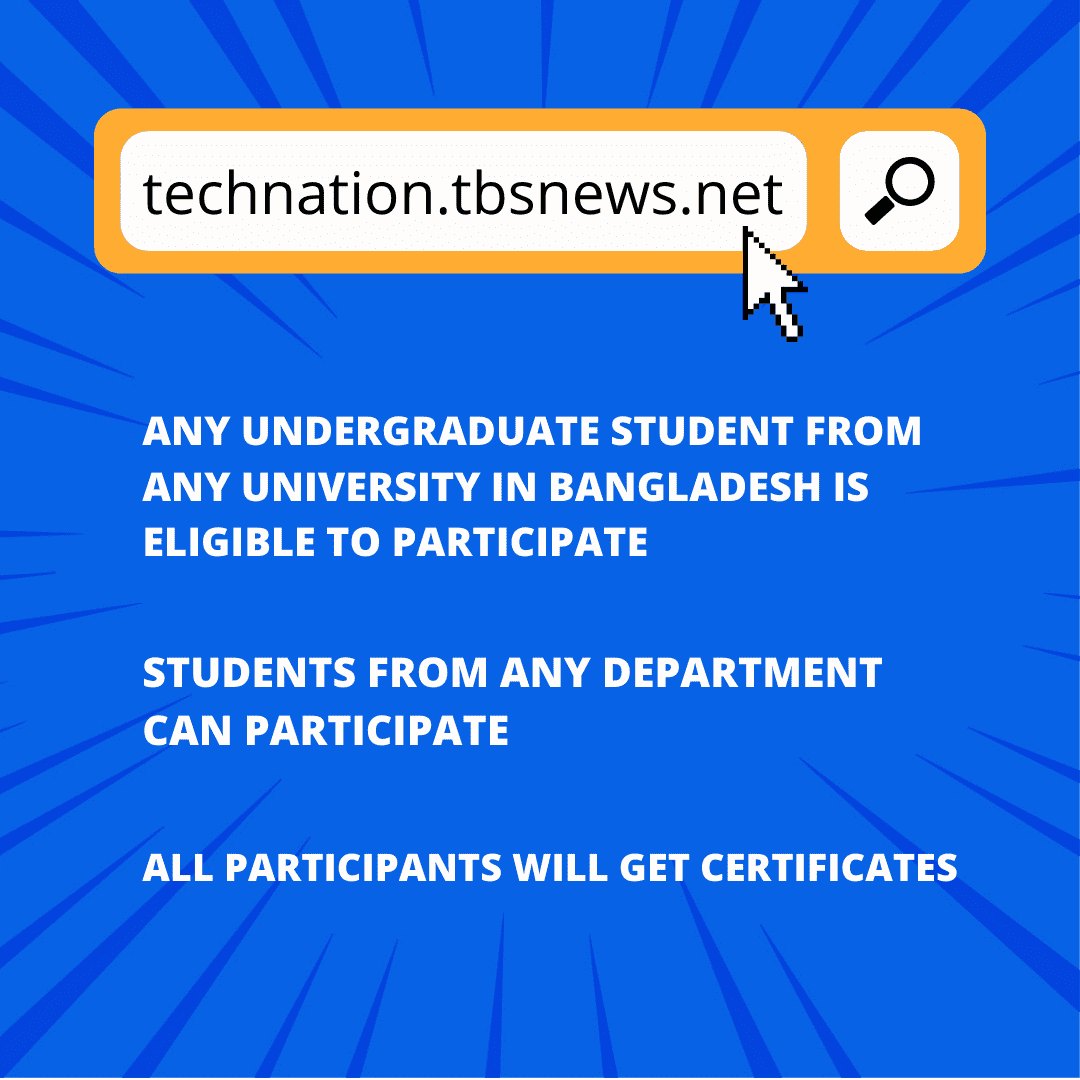 technation.tbsnews.net
ANY UNDERGRADUATE STUDENT FROM
ANY UNIVERSITY IN BANGLADESH IS
ELIGIBLE TO PARTICIPATE
STUDENTS FROM ANY DEPARTMENT
CAN PARTICIPATE
ALL PARTICIPANTS WILL GET CERTIFICATES